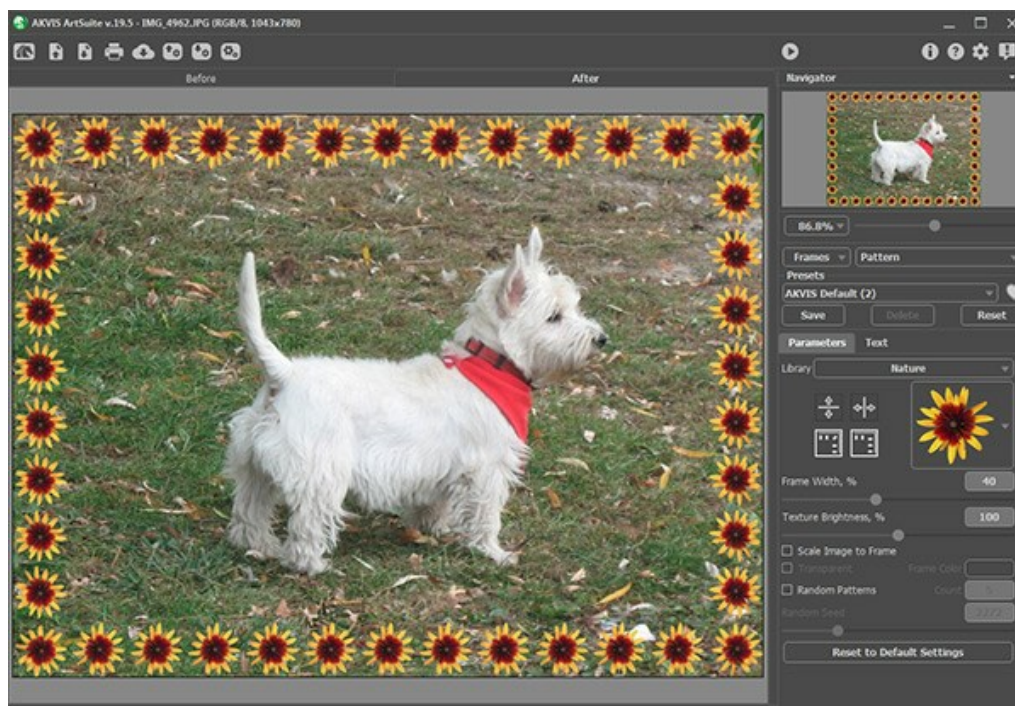 AKVIS ArtSuite v.19.5 - IMG_4962.JPG (RGB/8, 1043x780)
Before
After
Navigator
86.8%
Frames
Pattern
Presets
AKVIS Default (2)
Save
Delete
Reset
Parameters
Text
Library
Nature
Frame Width, %
40
Texture Brightness, %
100
Scale Image to Frame
Transparent
Frame Color
Random Patterns
Count
5
Random Seed
Reset to Default Settings